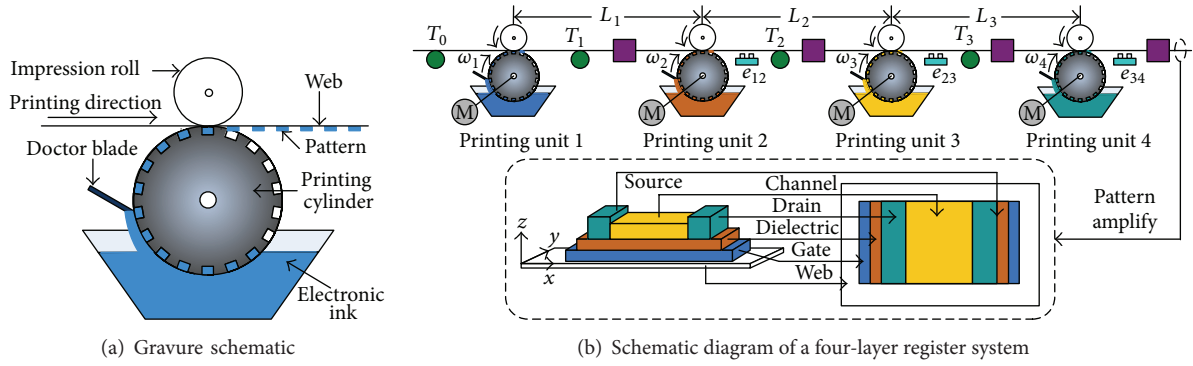 Impression roll
Printing direction
Web
Doctor blade
Pattern
Printing
cylinder
Electronic
ink
(a) Gravure schematic
L1 L2 L3
T0 T1 T2 T3
ω1 ω2 ω3 ω4
e12 e23 e34
M M M M
Printing unit 1 Printing unit 2 Printing unit 3 Printing unit 4
Source Channel
Drain
Dielectric
Gate
Web
z
y
x
Pattern
amplify
(b) Schematic diagram of a four-layer register system